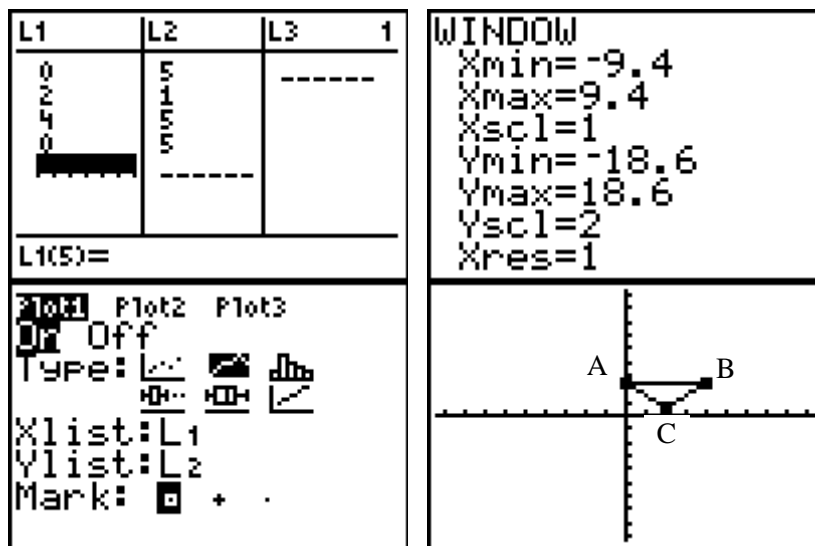 L1 L2 L3 1
0 5 ------
2 1
4 5
0 5
------
L1(5)=
WINDOW
Xmin=-9.4
Xmax=9.4
Xscl=1
Ymin=-18.6
Ymax=18.6
Yscl=2
Xres=1
Plot1 Plot2 Plot3
On Off
Type:
Xlist:L1
Ylist:L2
Mark: + .
A B
C